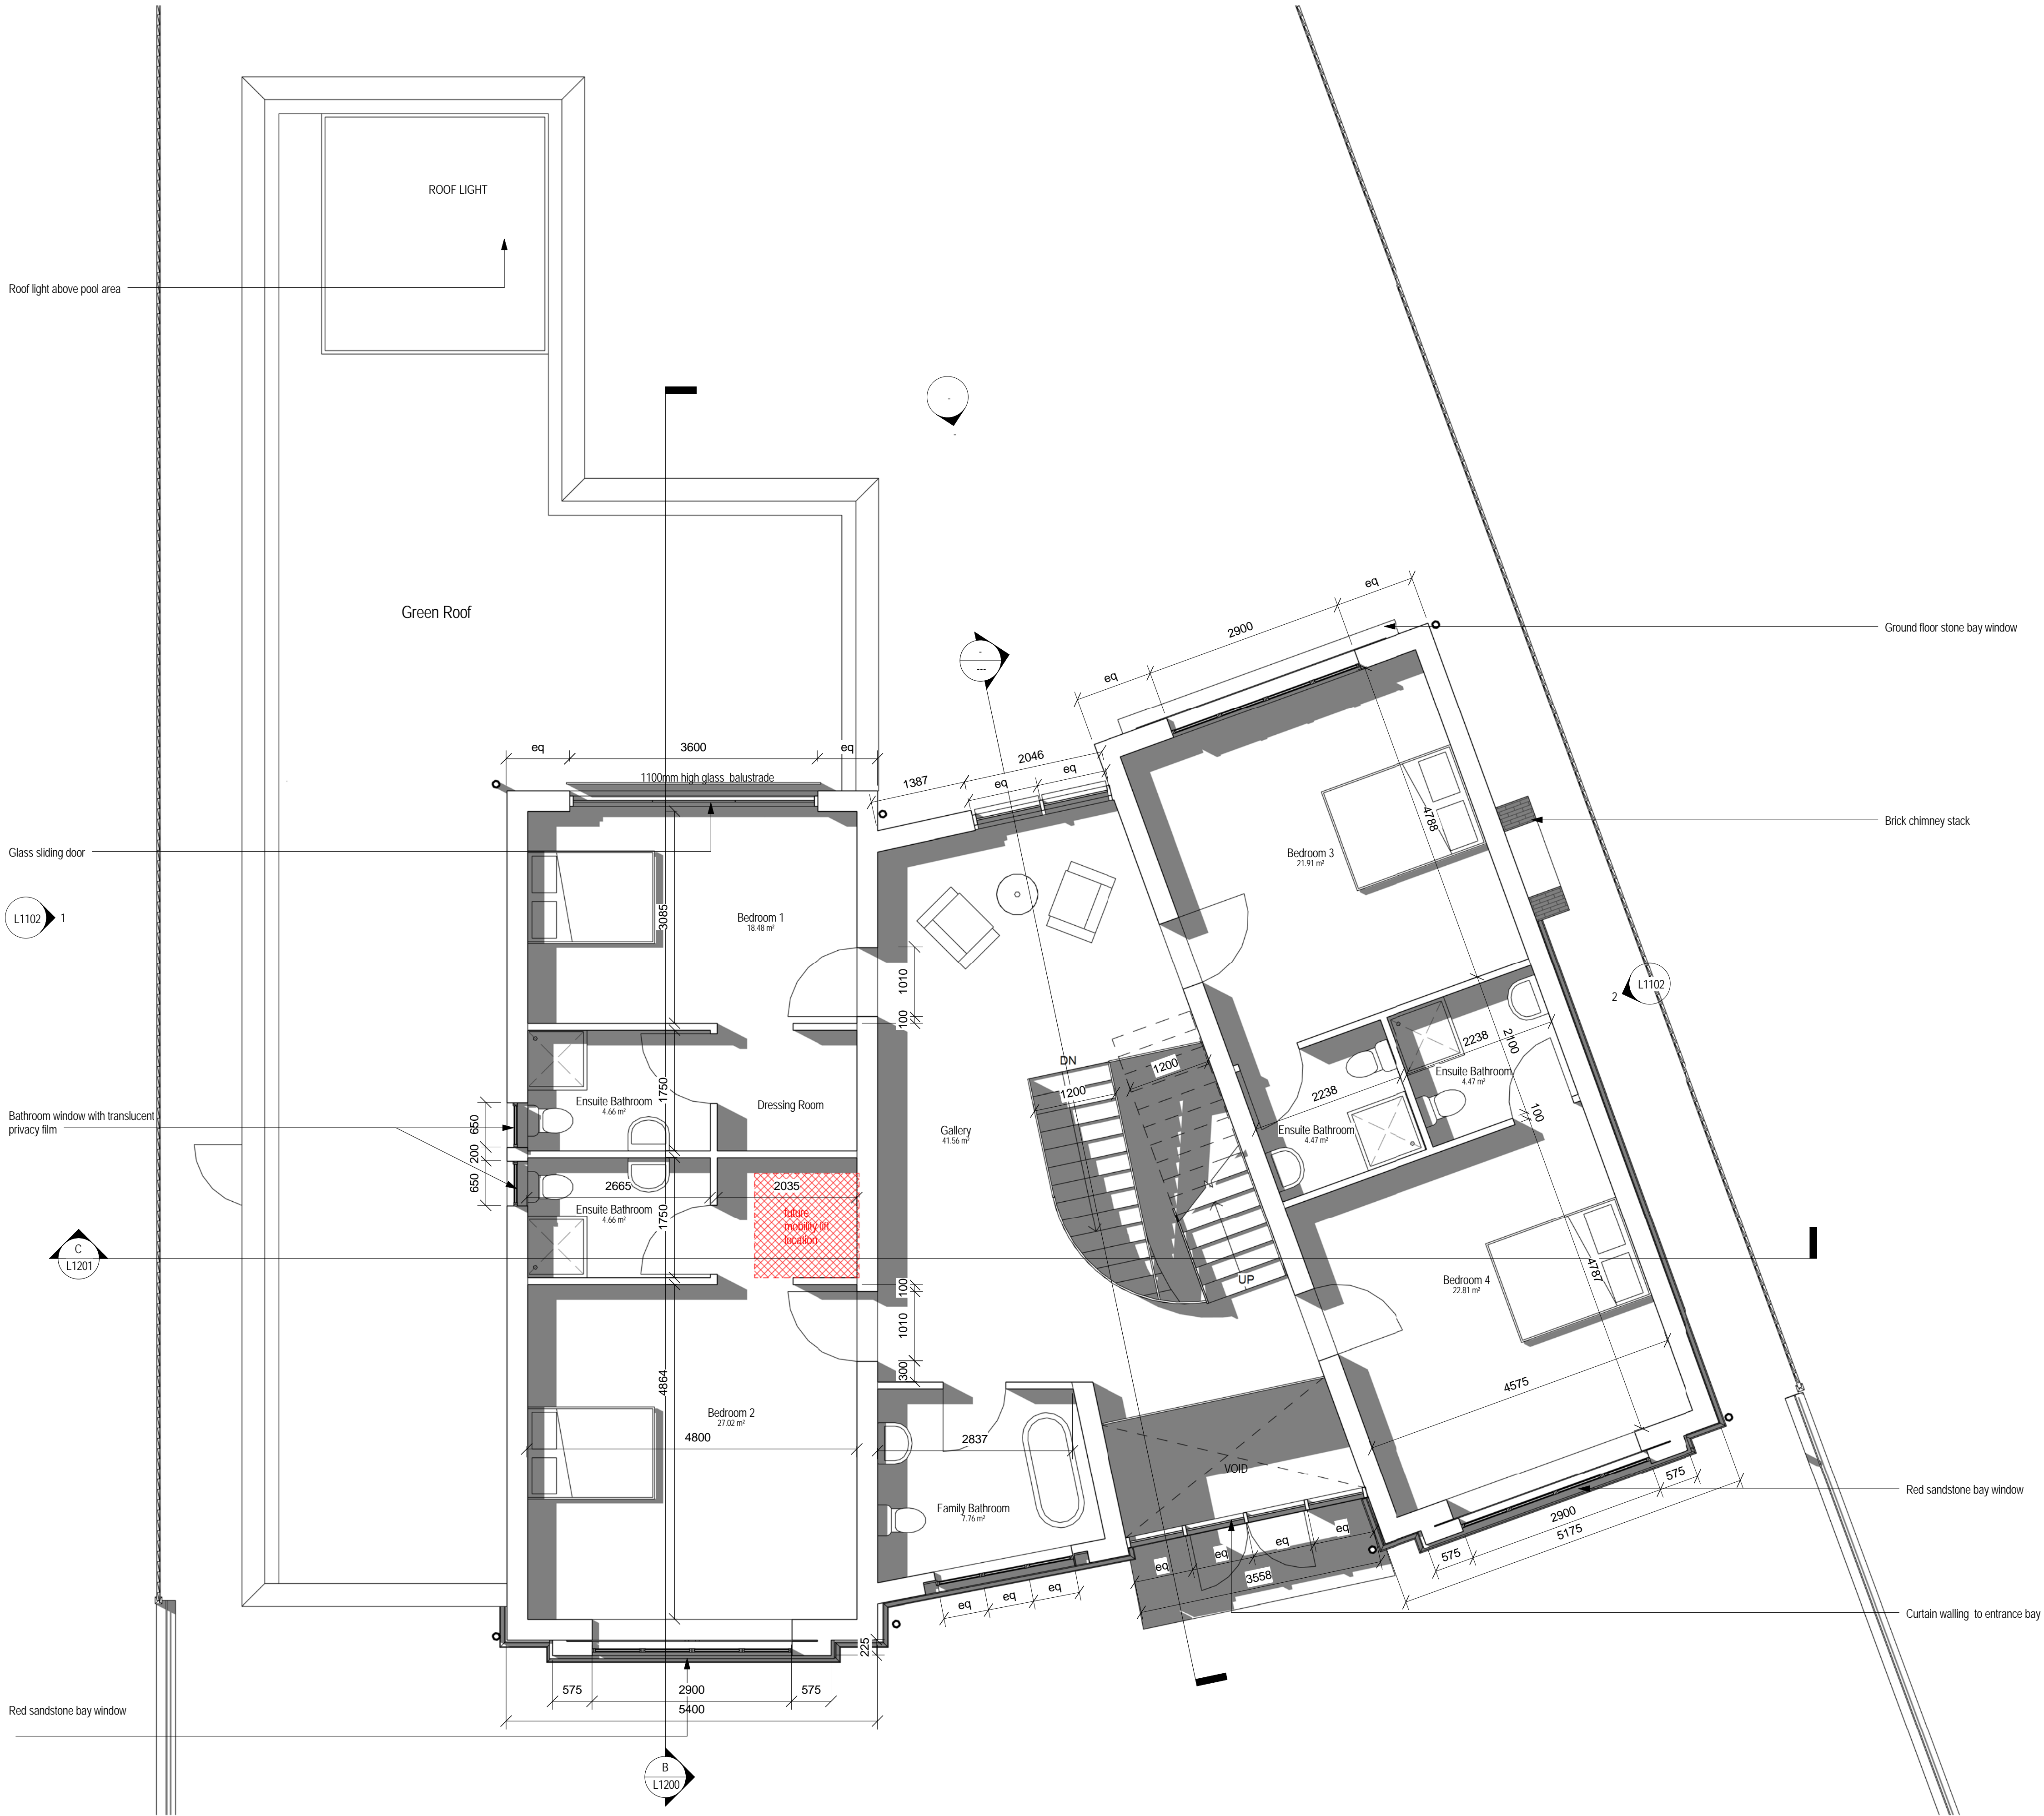 ROOF LIGHT
Roof light above pool area
-
-
Green Roof
Ground floor stone bay window
eq
2900
eq
-
---
eq
3600
eq
1100mm high glass balustrade
1387
2046
eq
eq
Glass sliding door
Brick chimney stack
4788
Bedroom 3
21.91 m²
L1102
1
3085
Bedroom 1
18.48 m²
1010
100
L1102
2
DN
1200
1200
2238
2100
2238
Ensuite Bathroom
4.47 m²
100
Ensuite Bathroom
4.47 m²
Bathroom window with translucent
privacy film
650
200
650
Ensuite Bathroom
4.66 m²
1750
Dressing Room
Gallery
41.56 m²
2665
2035
Ensuite Bathroom
4.66 m²
1750
future
mobility lift
location
C
L1201
UP
Bedroom 4
22.81 m²
4787
100
1010
300
4864
Bedroom 2
27.02 m²
4800
2837
4575
VOID
Family Bathroom
7.76 m²
575
2900
5175
575
Red sandstone bay window
eq
eq
eq
eq
3558
eq
eq
eq
Curtain walling to entrance bay
225
575
2900
575
5400
Red sandstone bay window
B
L1200